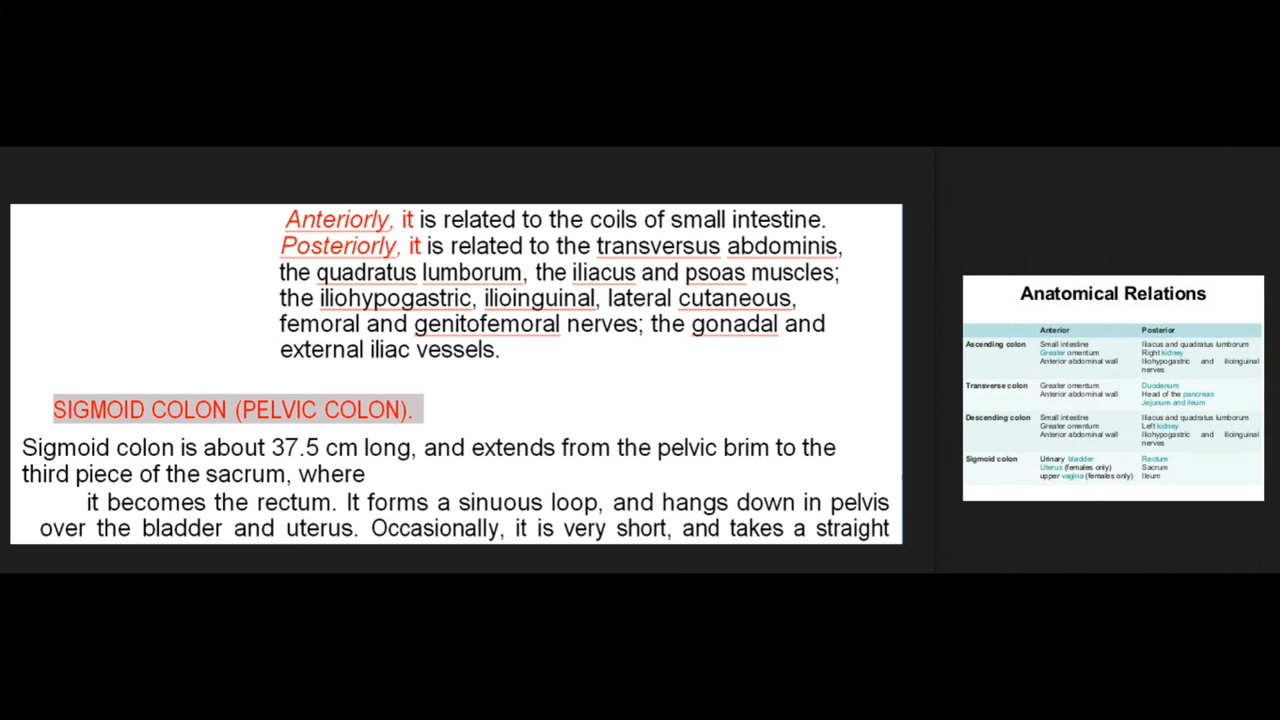 Anteriorly, it is related to the coils of small intestine.
Posteriorly, it is related to the transversus abdominis,
the quadratus lumborum, the iliacus and psoas muscles;
the iliohypogastric, ilioinguinal, lateral cutaneous,
femoral and genitofemoral nerves; the gonadal and
external iliac vessels.
SIGMOID COLON (PELVIC COLON).
Sigmoid colon is about 37.5 cm long, and extends from the pelvic brim to the
third piece of the sacrum, where
it becomes the rectum. It forms a sinuous loop, and hangs down in pelvis
over the bladder and uterus. Occasionally, it is very short, and takes a straight
Anatomical Relations
Anterior Posterior
Ascending colon Small intestine Iliacus and quadratus lumborum
Greater omentum Right kidney
Anterior abdominal wall Iliohypogastric and ilioinguinal
nerves
Transverse colon Greater omentum Duodenum
Anterior abdominal wall Head of the pancreas
Jejunum and ileum
Descending colon Small intestine Iliacus and quadratus lumborum
Greater omentum Left kidney
Anterior abdominal wall Iliohypogastric and ilioinguinal
nerves
Sigmoid colon Urinary bladder Rectum
Uterus (females only) Sacrum
upper vagina (females only) Ileum